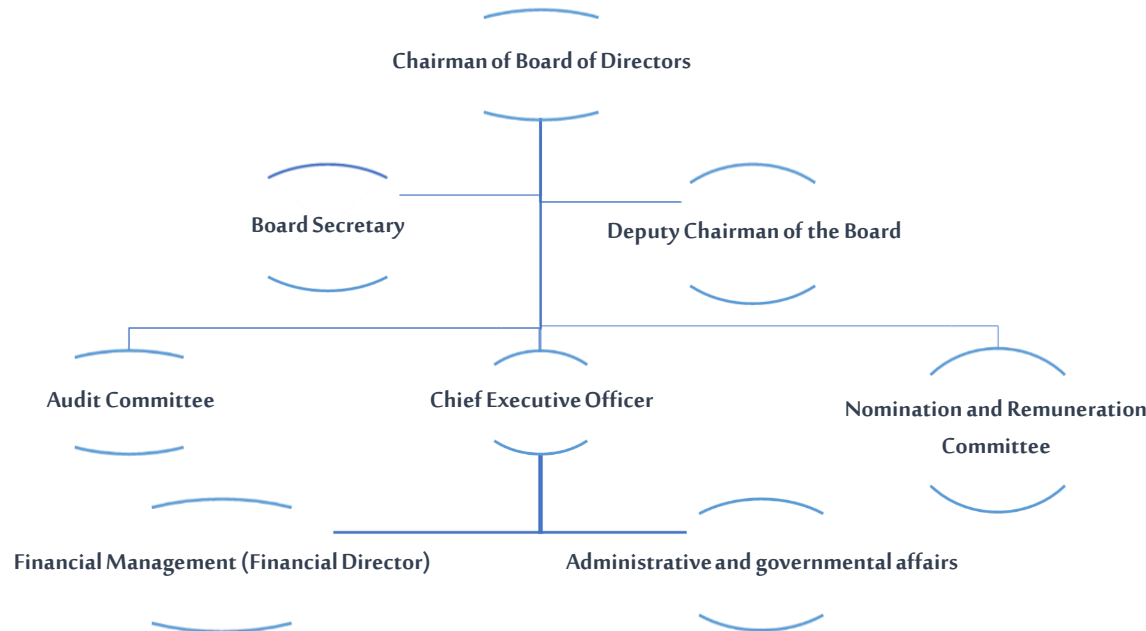 Chairman of Board of Directors
Board Secretary
Deputy Chairman of the Board
Audit Committee
Chief Executive Officer
Nomination and Remuneration
Committee
Financial Management (Financial Director)
Administrative and governmental affairs